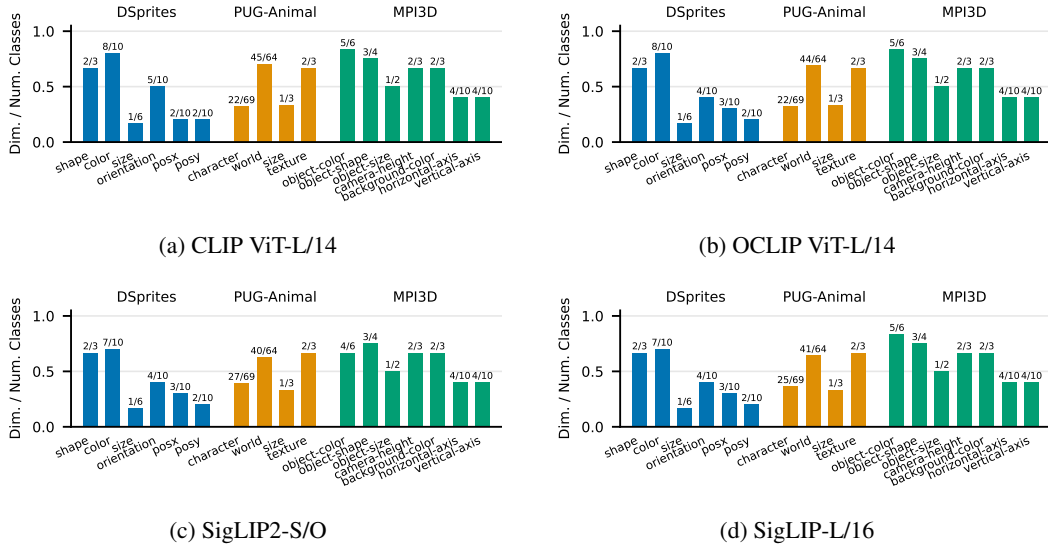 DSprites PUG-Animal MPI3D
Dim. / Num. Classes
1.0
0.5
0.0
2/3 8/10 1/6 5/10 2/10 2/10 22/69 45/64 1/3 2/3 5/6 3/4 1/2 2/3 2/3 4/10 4/10
shape color size orientation posx posy character world size texture object-color object-shape object-size camera-height background-color horizontal-axis vertical-axis
(a) CLIP ViT-L/14
DSprites PUG-Animal MPI3D
Dim. / Num. Classes
1.0
0.5
0.0
2/3 8/10 1/6 4/10 3/10 2/10 22/69 44/64 1/3 2/3 5/6 3/4 1/2 2/3 2/3 4/10 4/10
shape color size orientation posx posy character world size texture object-color object-shape object-size camera-height background-color horizontal-axis vertical-axis
(b) OCLIP ViT-L/14
DSprites PUG-Animal MPI3D
Dim. / Num. Classes
1.0
0.5
0.0
2/3 7/10 1/6 4/10 3/10 2/10 27/69 40/64 1/3 2/3 4/6 3/4 1/2 2/3 2/3 4/10 4/10
shape color size orientation posx posy character world size texture object-color object-shape object-size camera-height background-color horizontal-axis vertical-axis
(c) SigLIP2-S/O
DSprites PUG-Animal MPI3D
Dim. / Num. Classes
1.0
0.5
0.0
2/3 7/10 1/6 4/10 3/10 2/10 25/69 41/64 1/3 2/3 5/6 3/4 1/2 2/3 2/3 4/10 4/10
shape color size orientation posx posy character world size texture object-color object-shape object-size camera-height background-color horizontal-axis vertical-axis
(d) SigLIP-L/16